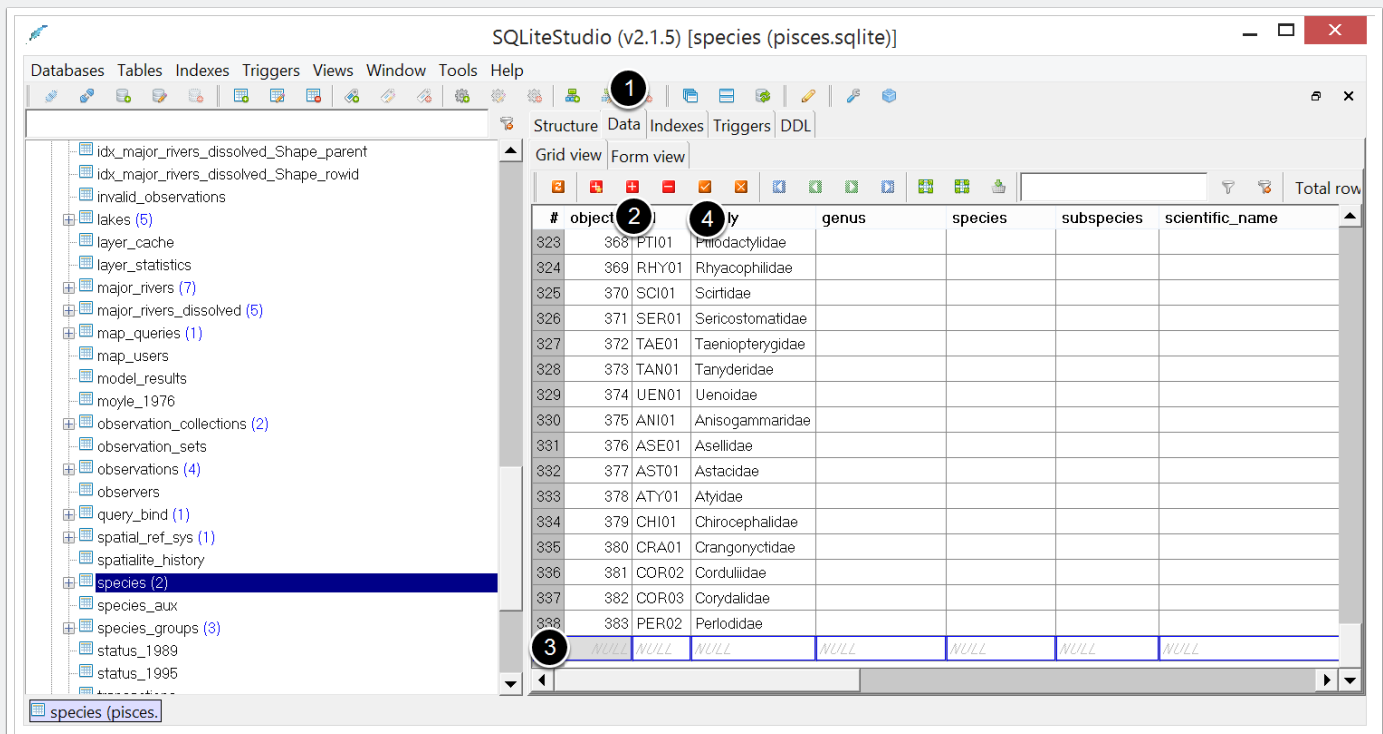 SQLiteStudio (v2.1.5) [species (pisces.sqlite)]
Databases Tables Indexes Triggers Views Window Tools Help
1
Structure Data Indexes Triggers DDL
Grid view Form view
Total row
idx_major_rivers_dissolved_Shape_parent
idx_major_rivers_dissolved_Shape_rowid
invalid_observations
lakes (5)
layer_cache
layer_statistics
major_rivers (7)
major_rivers_dissolved (5)
map_queries (1)
map_users
model_results
moyle_1976
observation_collections (2)
observation_sets
observations (4)
observers
query_bind (1)
spatial_ref_sys (1)
spatialite_history
species (2)
species_aux
species_groups (3)
status_1989
status_1995
transactions
2 4
# object ly genus species subspecies scientific_name
323 368 PTI01 Ptilodactylidae
324 369 RHY01 Rhyacophilidae
325 370 SCI01 Scirtidae
326 371 SER01 Sericostomatidae
327 372 TAE01 Taeniopterygidae
328 373 TAN01 Tanyderidae
329 374 UEN01 Uenoidae
330 375 ANI01 Anisogammaridae
331 376 ASE01 Asellidae
332 377 AST01 Astacidae
333 378 ATY01 Atyidae
334 379 CHI01 Chirocephalidae
335 380 CRA01 Crangonyctidae
336 381 COR02 Corduliidae
337 382 COR03 Corydalidae
338 383 PER02 Perlodidae
3 NULL NULL NULL NULL NULL NULL NULL
species (pisces.